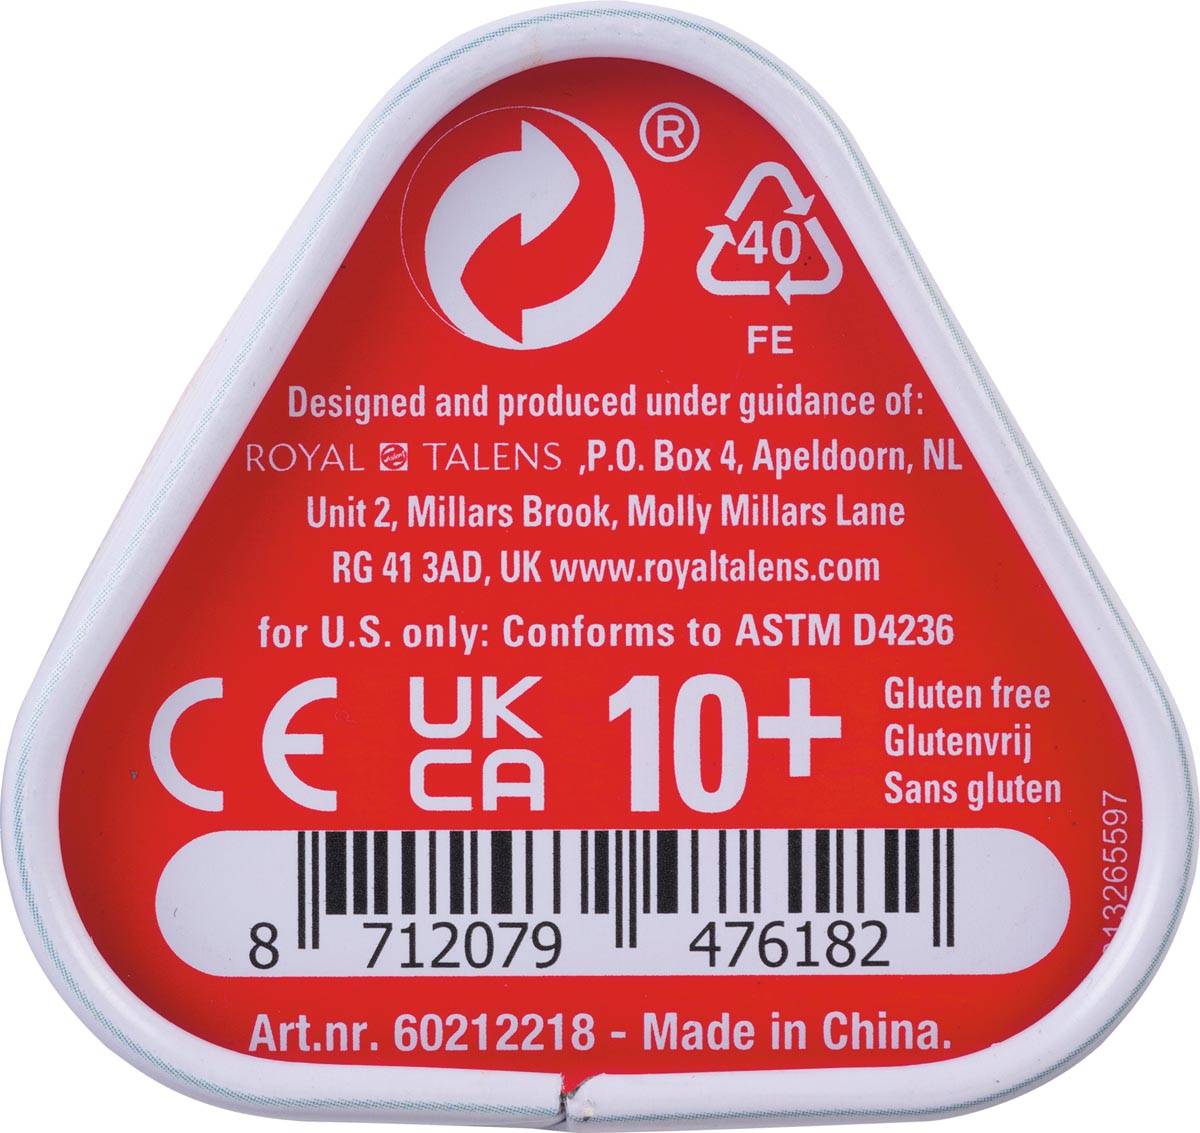 ®
40
FE
Designed and produced under guidance of:
ROYAL Talens TALENS ,P.O. Box 4, Apeldoorn, NL
Unit 2, Millars Brook, Molly Millars Lane
RG 41 3AD, UK www.royaltalens.com
for U.S. only: Conforms to ASTM D4236
CE UK CA 10+
Gluten free
Glutenvrij
Sans gluten
8 712079 476182
Art.nr. 60212218 - Made in China.